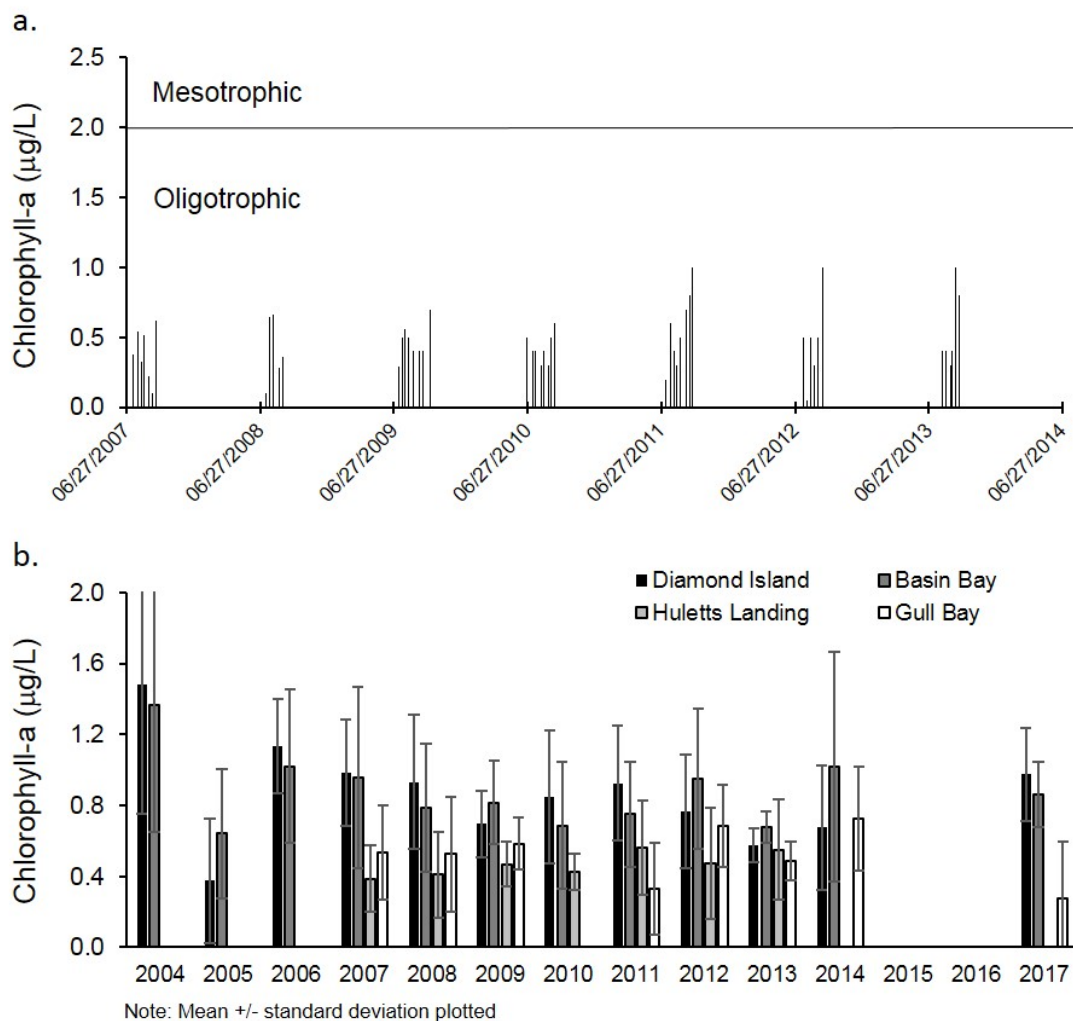 a.
Chlorophyll-a (µg/L)
2.5
2.0
1.5
1.0
0.5
0.0
Mesotrophic
Oligotrophic
06/27/2007
06/27/2008
06/27/2009
06/27/2010
06/27/2011
06/27/2012
06/27/2013
06/27/2014
b.
Chlorophyll-a (µg/L)
2.0
1.6
1.2
0.8
0.4
0.0
Diamond Island
Basin Bay
Huletts Landing
Gull Bay
2004 2005 2006 2007 2008 2009 2010 2011 2012 2013 2014 2015 2016 2017
Note: Mean +/- standard deviation plotted